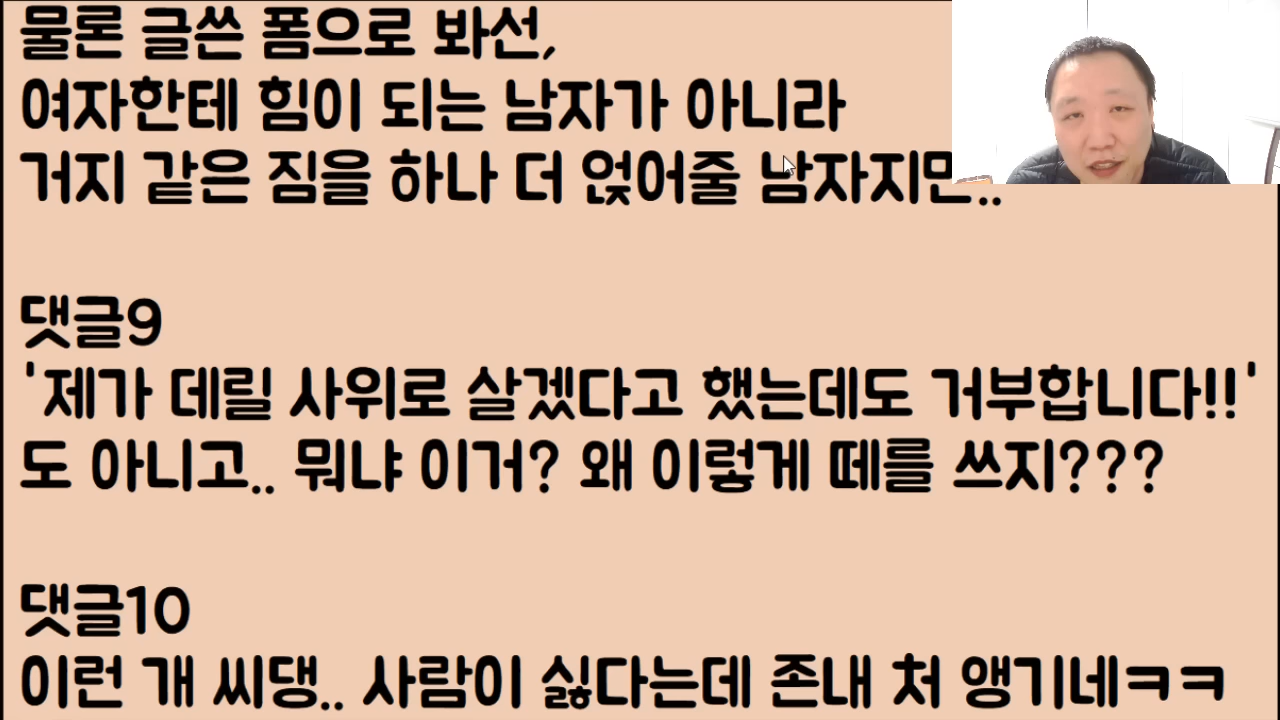 물론 글쓴 폼으로 봐선,
여자한테 힘이 되는 남자가 아니라
거지 같은 짐을 하나 더 얹어줄 남자지만..
댓글9
'제가 데릴 사위로 살겠다고 했는데도 거부합니다!!'
도 아니고.. 뭐냐 이거? 왜 이렇게 떼를 쓰지???
댓글10
이런 개 씨댕.. 사람이 싫다는데 존내 처 앵기네ㅋㅋ